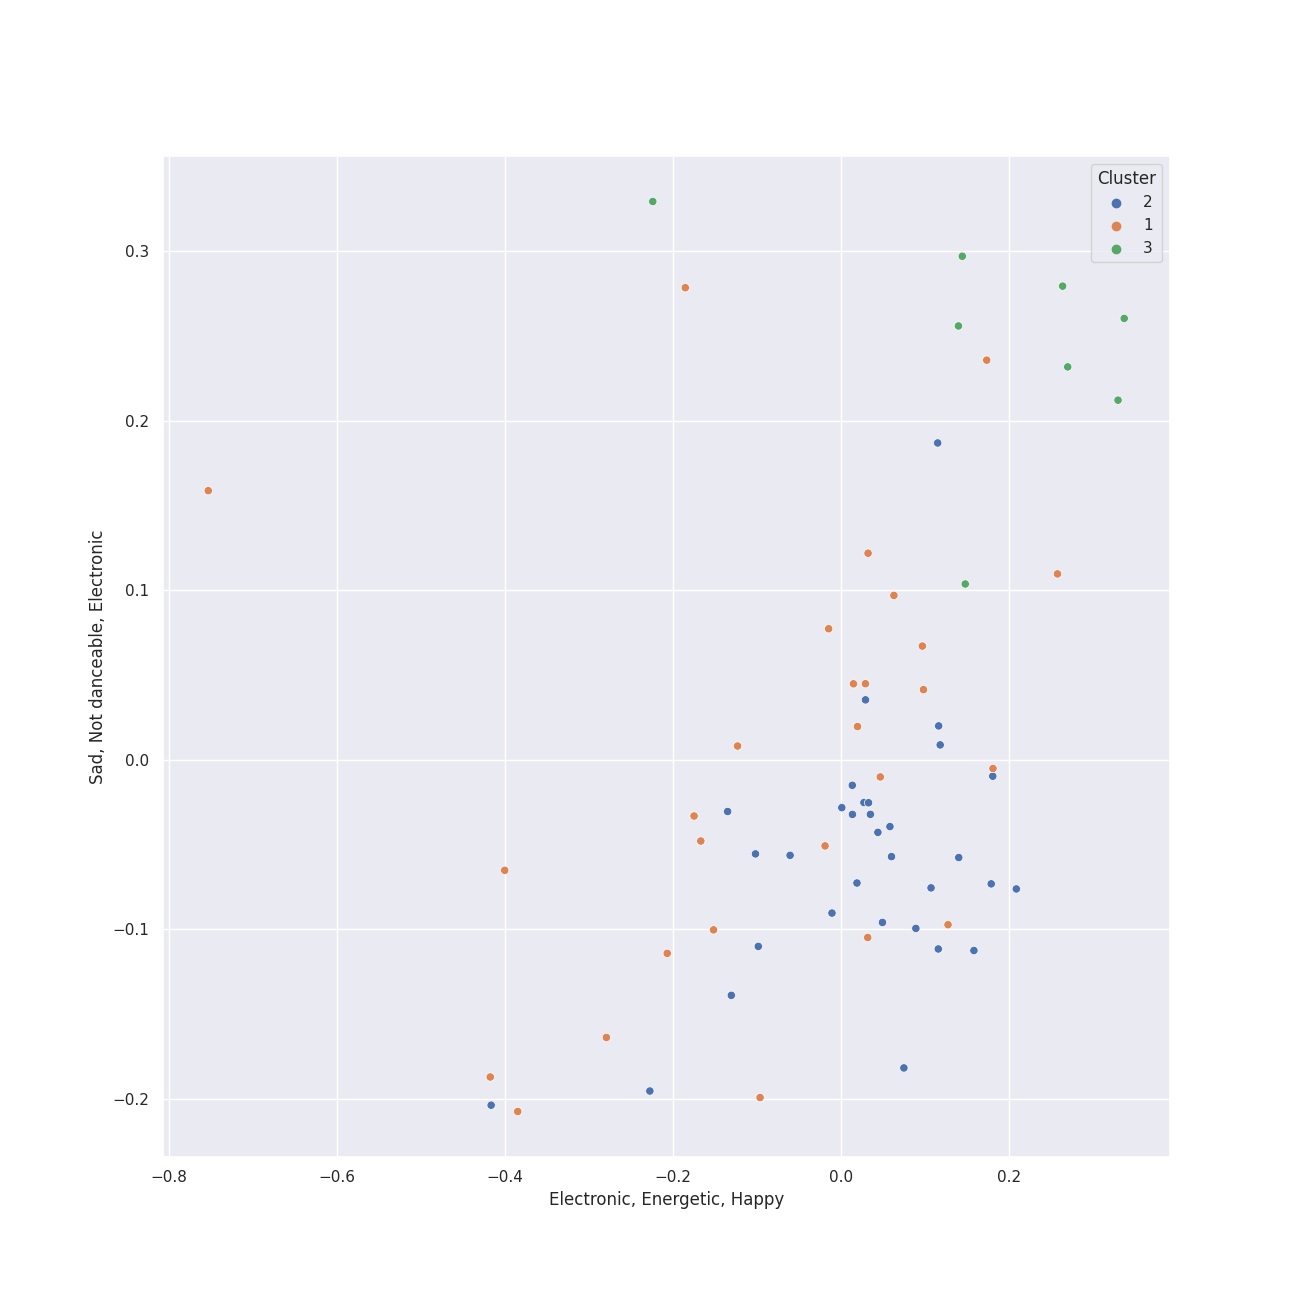 Cluster
2
1
3
0.3
0.2
0.1
0.0
−0.1
−0.2
Sad, Not danceable, Electronic
−0.8 −0.6 −0.4 −0.2 0.0 0.2
Electronic, Energetic, Happy